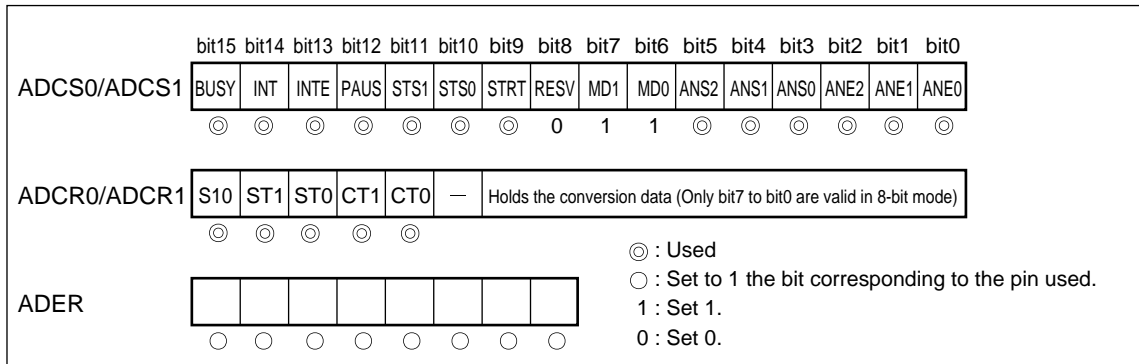 bit15 bit14 bit13 bit12 bit11 bit10 bit9 bit8 bit7 bit6 bit5 bit4 bit3 bit2 bit1 bit0
ADCS0/ADCS1 BUSY INT INTE PAUS STS1 STS0 STRT RESV MD1 MD0 ANS2 ANS1 ANS0 ANE2 ANE1 ANE0
◎ ◎ ◎ ◎ ◎ ◎ ◎ 0 1 1 ◎ ◎ ◎ ◎ ◎ ◎
ADCR0/ADCR1 S10 ST1 ST0 CT1 CT0 — Holds the conversion data (Only bit7 to bit0 are valid in 8-bit mode)
◎ ◎ ◎ ◎ ◎
◎ : Used
○ : Set to 1 the bit corresponding to the pin used.
1 : Set 1.
0 : Set 0.
ADER
○ ○ ○ ○ ○ ○ ○ ○